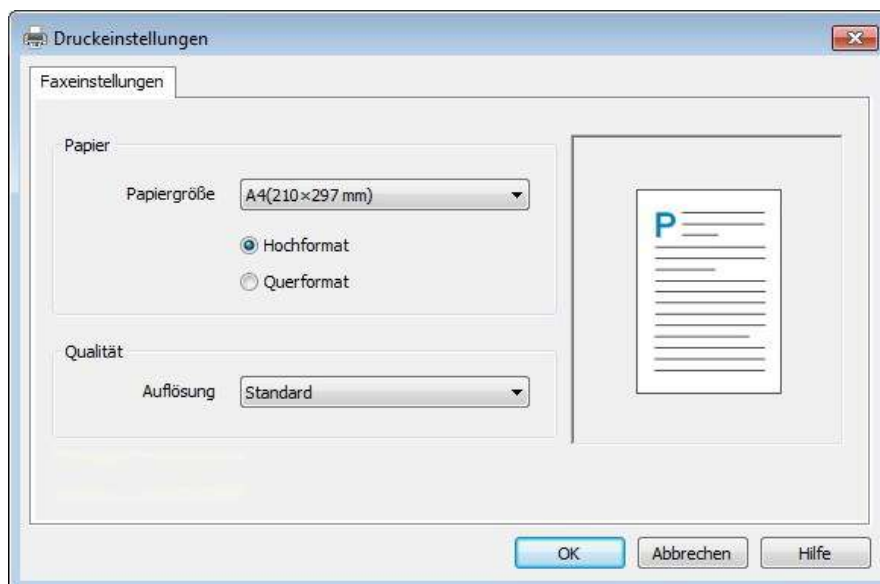 Druckeinstellungen
Faxeinstellungen
Papier
Papiergröße A4(210×297 mm)
Hochformat
Querformat
P
Qualität
Auflösung Standard
OK Abbrechen Hilfe